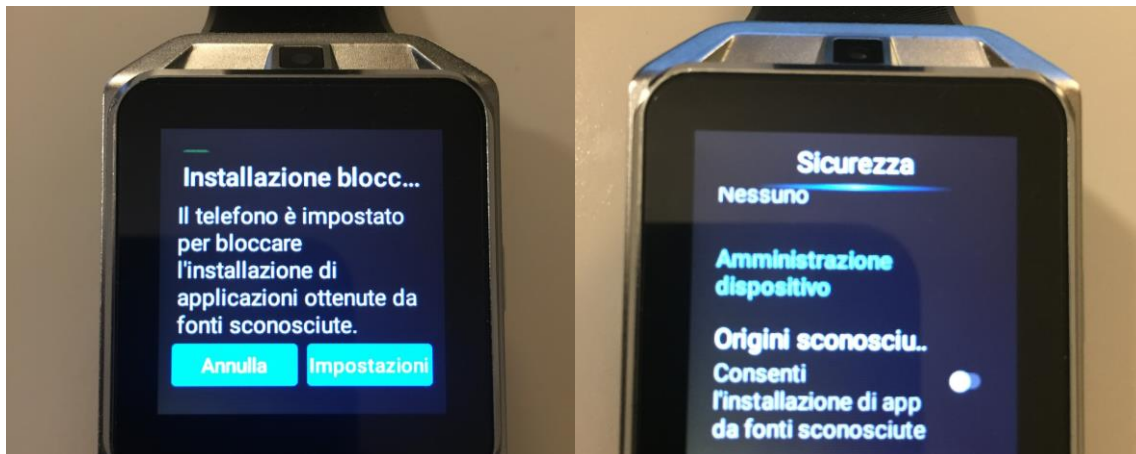 Installazione blocc...
Il telefono è impostato
per bloccare
l'installazione di
applicazioni ottenute da
fonti sconosciute.
Annulla
Impostazioni
Sicurezza
Nessuno
Amministrazione
dispositivo
Origini sconosciu..
Consenti
l'installazione di app
da fonti sconosciute